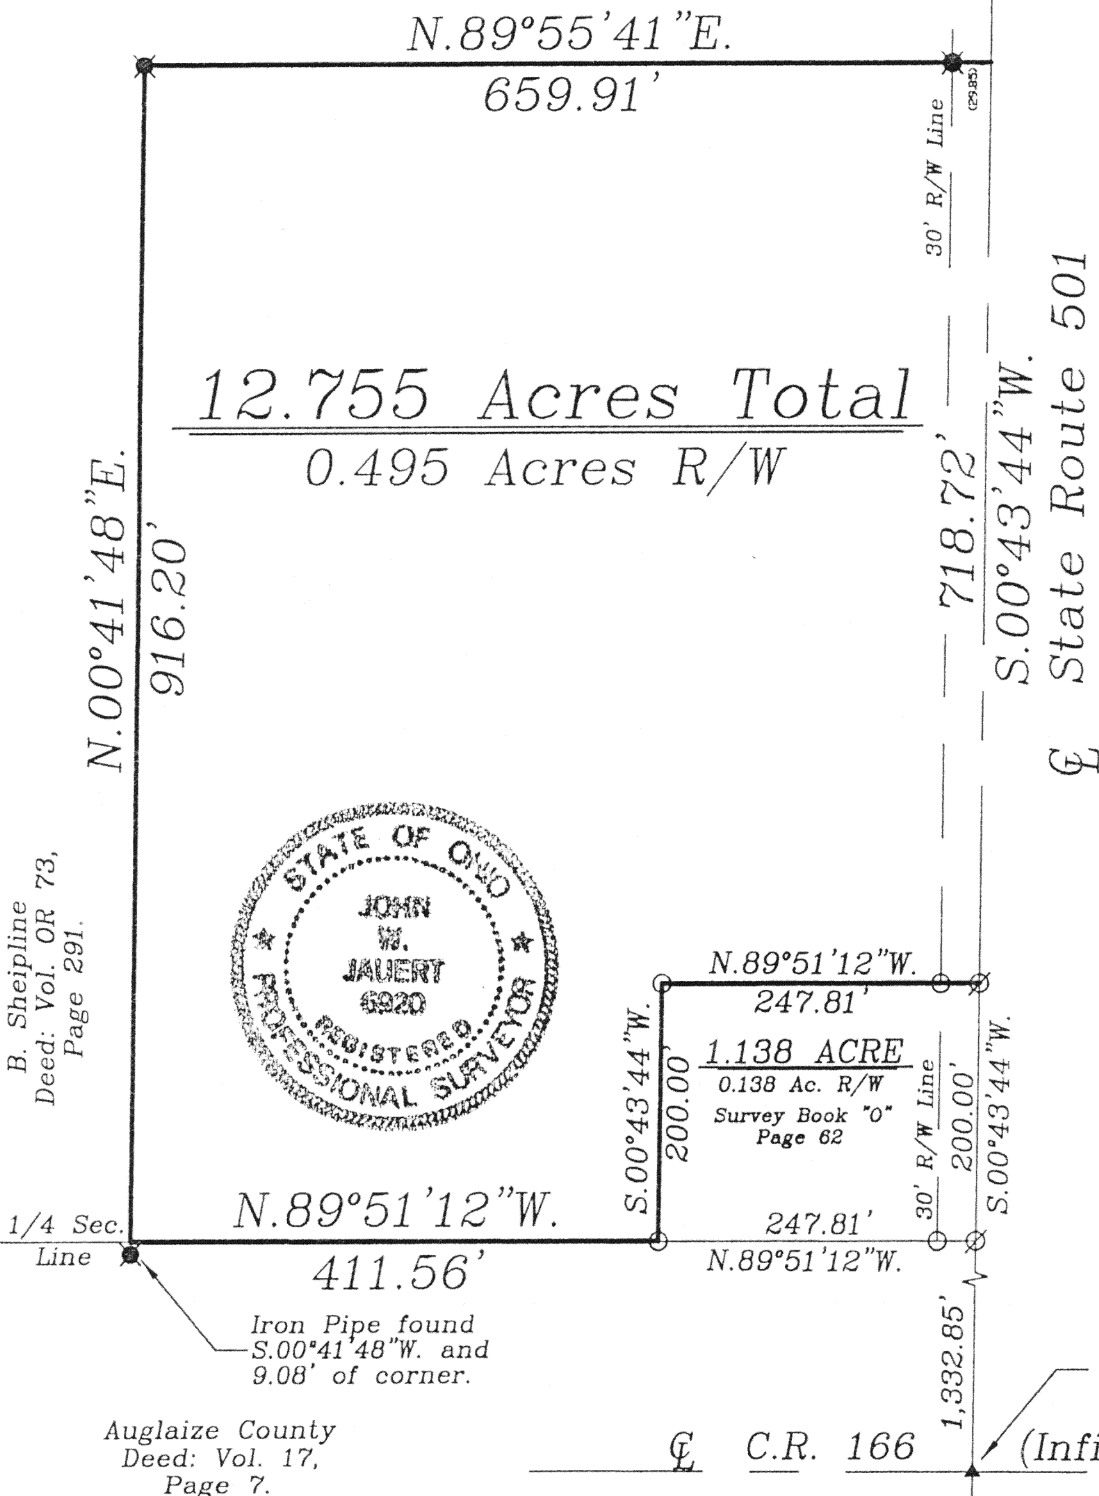 N.89°55'41"E.
659.91'
(29.85)
30' R/W Line
State Route 501
S.00°43'44"W.
718.72'
12.755 Acres Total
0.495 Acres R/W
N.00°41'48"E.
916.20'
B. Sheipline
Deed: Vol. OR 73,
Page 291.
STATE OF OHIO
JOHN
W.
JAUERT
6920
REGISTERED
★ PROFESSIONAL SURVEYOR ★
N.89°51'12"W.
247.81'
S.00°43'44"W.
200.00'
1.138 ACRE
0.138 Ac. R/W
Survey Book "O"
Page 62
30' R/W Line
200.00'
S.00°43'44"W.
247.81'
N.89°51'12"W.
1/4 Sec.
Line
N.89°51'12"W.
411.56'
Iron Pipe found
S.00°41'48"W. and
9.08' of corner.
1,332.85'
Auglaize County
Deed: Vol. 17,
Page 7.
℄ C.R. 166 (Infi
℄